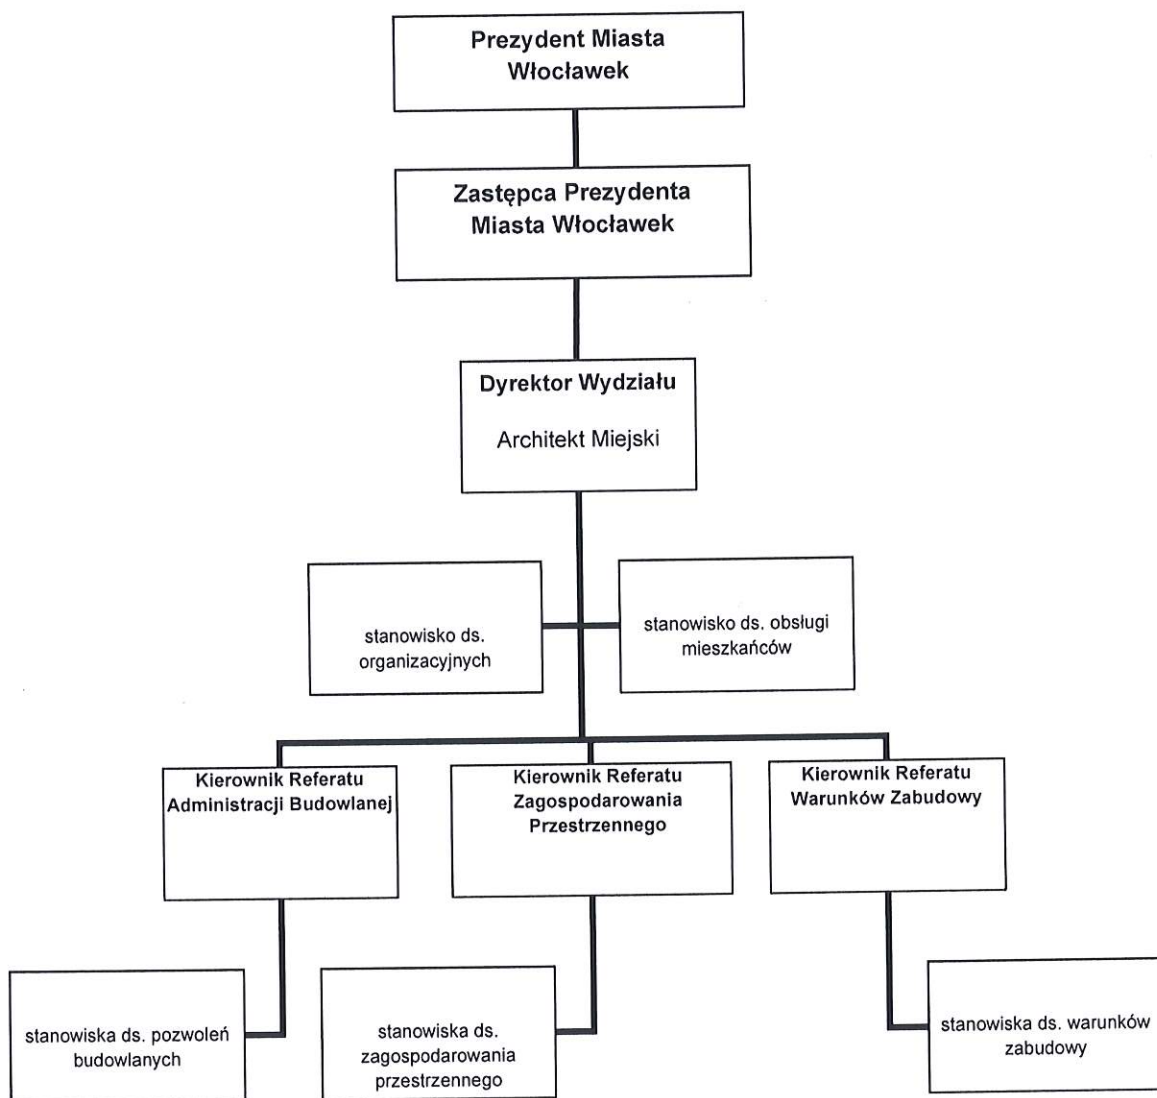 Prezydent Miasta
Włocławek
Zastępca Prezydenta
Miasta Włocławek
Dyrektor Wydziału
Architekt Miejski
stanowisko ds.
organizacyjnych
stanowisko ds. obsługi
mieszkańców
Kierownik Referatu
Administracji Budowlanej
Kierownik Referatu
Zagospodarowania
Przestrzennego
Kierownik Referatu
Warunków Zabudowy
stanowiska ds. pozwoleń
budowlanych
stanowiska ds.
zagospodarowania
przestrzennego
stanowiska ds. warunków
zabudowy